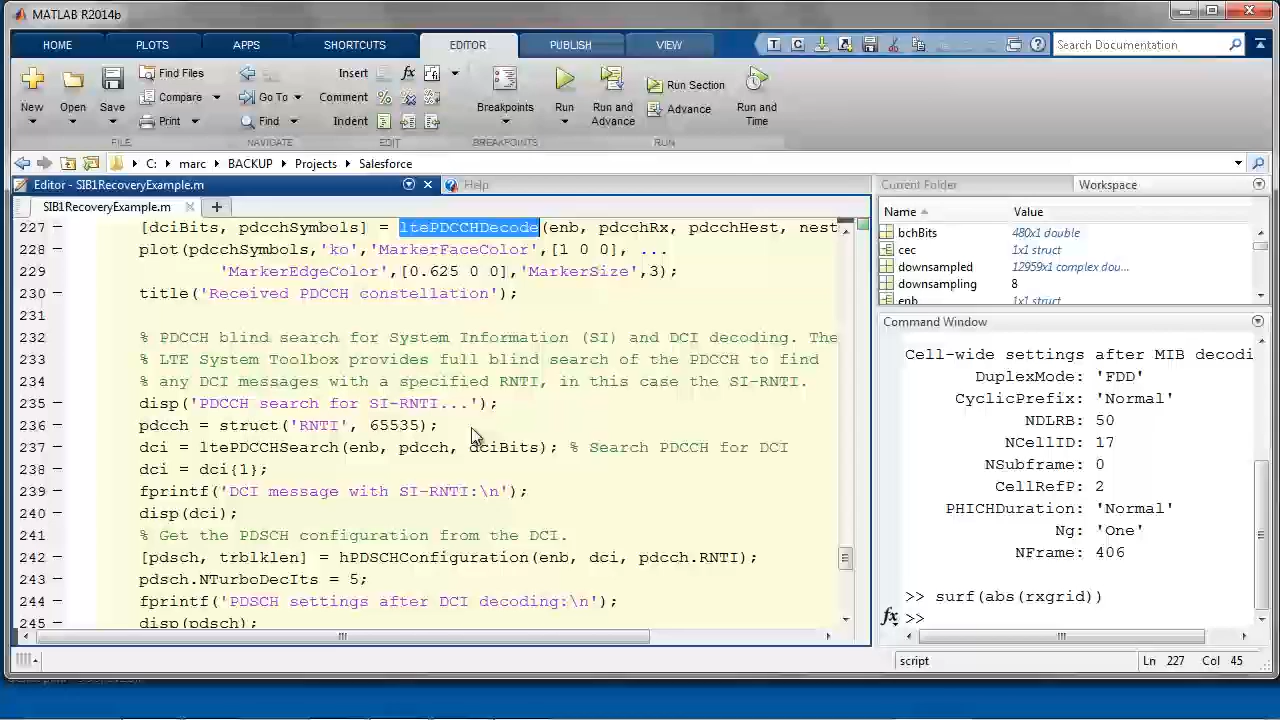 MATLAB R2014b
HOME PLOTS APPS SHORTCUTS EDITOR PUBLISH VIEW
Search Documentation
New Open Save Find Files Compare Print
Go To Find
Insert Comment Indent
Breakpoints Run Run and Advance Run Section Advance Run and Time
FILE NAVIGATE EDIT BREAKPOINTS RUN
C: marc BACKUP Projects Salesforce
Editor - SIB1RecoveryExample.m Help
SIB1RecoveryExample.m
227 [dciBits, pdcchSymbols] = ltePDCCHDecode(enb, pdcchRx, pdcchHest, nest
228 plot(pdcchSymbols,'ko','MarkerFaceColor',[1 0 0], ...
229 'MarkerEdgeColor',[0.625 0 0],'MarkerSize',3);
230 title('Received PDCCH constellation');
231
232 % PDCCH blind search for System Information (SI) and DCI decoding. The
233 % LTE System Toolbox provides full blind search of the PDCCH to find
234 % any DCI messages with a specified RNTI, in this case the SI-RNTI.
235 disp('PDCCH search for SI-RNTI...');
236 pdcch = struct('RNTI', 65535);
237 dci = ltePDCCHSearch(enb, pdcch, dciBits); % Search PDCCH for DCI
238 dci = dci{1};
239 fprintf('DCI message with SI-RNTI:\n');
240 disp(dci);
241 % Get the PDSCH configuration from the DCI.
242 [pdsch, trblklen] = hPDSCHConfiguration(enb, dci, pdcch.RNTI);
243 pdsch.NTurboDecIts = 5;
244 fprintf('PDSCH settings after DCI decoding:\n');
245 disp(pdsch);
Current Folder Workspace
Name Value
bchBits 480x1 double
cec 1x1 struct
downsampled 12959x1 complex dou...
downsampling 8
enb 1x1 struct
Command Window
Cell-wide settings after MIB decodi
DuplexMode: 'FDD'
CyclicPrefix: 'Normal'
NDLRB: 50
NCellID: 17
NSubframe: 0
CellRefP: 2
PHICHDuration: 'Normal'
Ng: 'One'
NFrame: 406
>> surf(abs(rxgrid))
fx >>
script Ln 227 Col 45